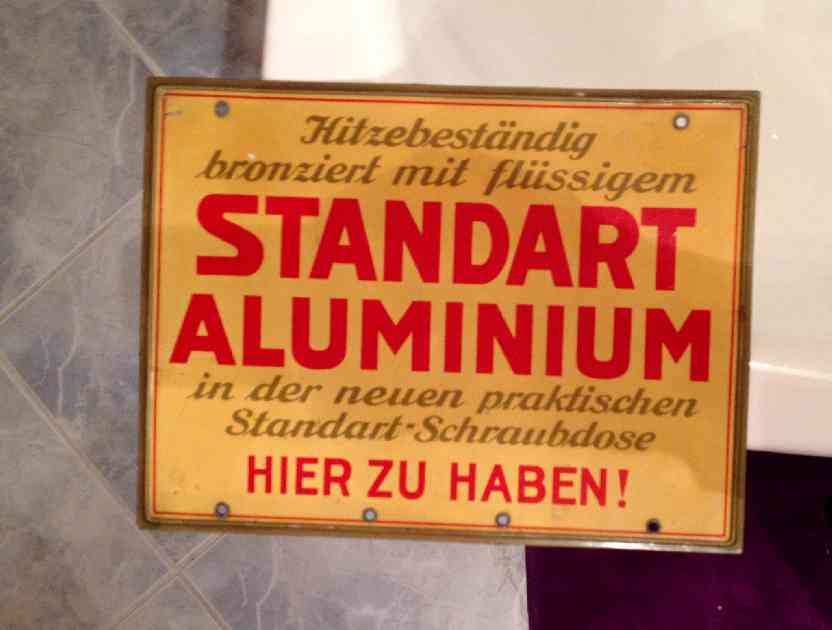 Hitzebeständig
bronziert mit flüssigem
STANDART
ALUMINIUM
in der neuen praktischen
Standart-Schraubdose
HIER ZU HABEN!